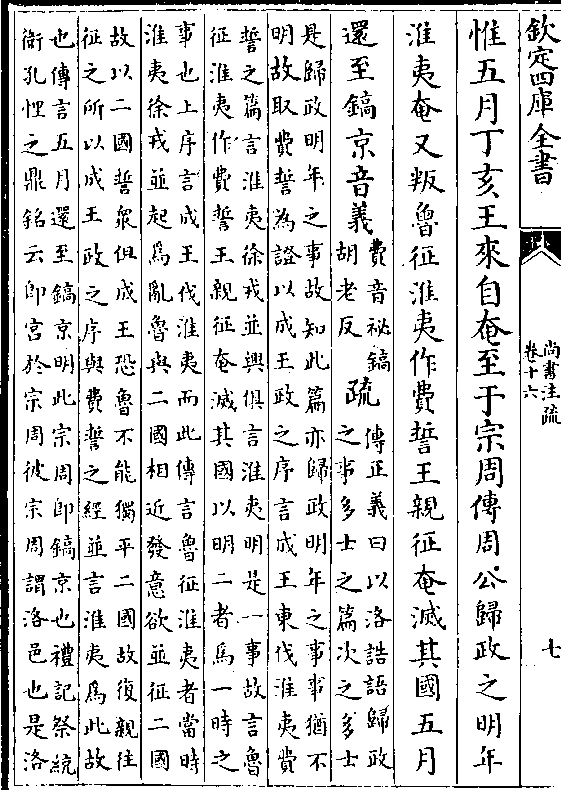 欽定四庫全書
尚書注疏
卷十六
七
惟五月丁亥王來自奄至于宗周傳周公歸政之明年
淮夷奄又叛魯征淮夷作費誓王親征奄滅其國五月
還至鎬京音義
費音祕鎬
胡老反
疏
傳正義曰以洛誥語歸政
之事多士之篇次之多士
是歸政明年之事故知此篇亦歸政明年之事事猶不
明故取費誓為證以成王政之序言成王東伐淮夷費
誓之篇言淮夷徐戎並興俱言淮夷明是一事故言魯
征淮夷作費誓王親征奄滅其國以明二者爲一時之
事也上序言成王伐淮夷而此傳言魯征淮夷者當時
淮夷徐戎並起爲亂魯與二國相近發意欲並征二國
故以二國誓衆但成王恐魯不能獨平二國故復親往
征之所以成王政之序與費誓之經並言淮夷爲此故
也傳言五月還至鎬京明此宗周即鎬京也禮記祭統
衛孔悝之鼎銘云即宮於宗周彼宗周謂洛邑也是洛